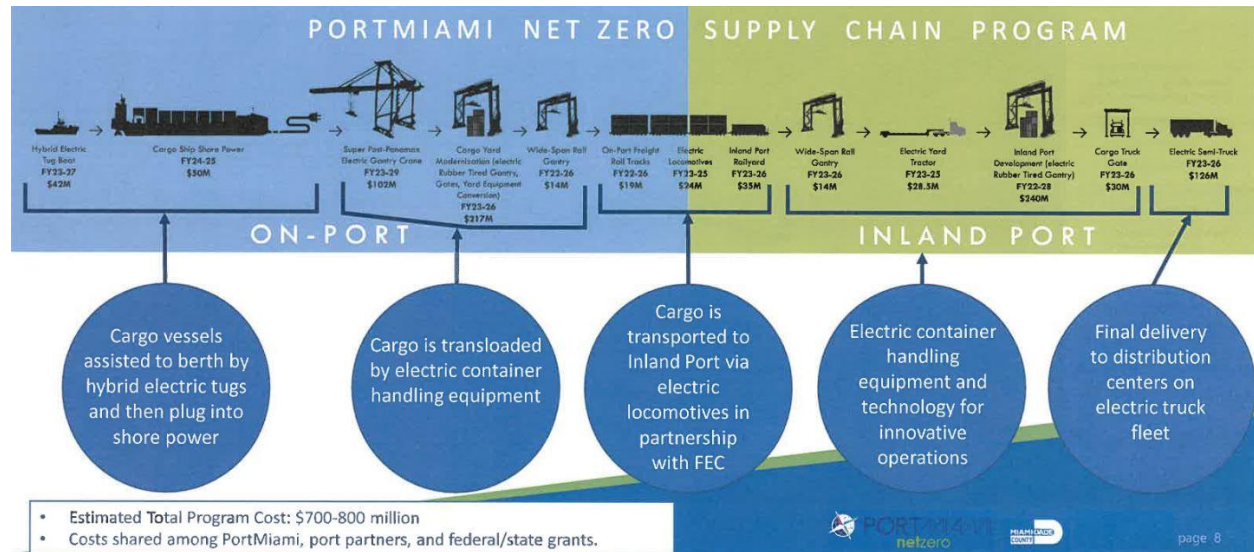 PORTMIAMI NET ZERO SUPPLY CHAIN PROGRAM
Hybrid Electric
Tug Boat
FY23-27
$42M
Cargo Ship Shore Power
FY24-25
$50M
Super Post-Panamax
Electric Gantry Crane
FY23-29
$102M
Cargo Yard
Modernization (electric
Rubber Tired Gantry,
Gates, Yard Equipment
Conversion)
FY23-26
$217M
Wide-Span Rail
Gantry
FY22-26
$14M
On-Port Freight
Rail Tracks
FY22-26
$19M
Electric
Locomotives
FY23-25
$24M
Inland Port
Railyard
FY23-26
$35M
Wide-Span Rail
Gantry
FY23-26
$14M
Electric Yard
Tractor
FY23-25
$28.5M
Inland Port
Development (electric
Rubber Tired Gantry)
FY22-28
$240M
Cargo Truck
Gate
FY23-26
$30M
Electric Semi-Truck
FY23-26
$126M
ON-PORT
INLAND PORT
Cargo vessels
assisted to berth by
hybrid electric tugs
and then plug into
shore power
Cargo is transloaded
by electric container
handling equipment
Cargo is
transported to
Inland Port via
electric
locomotives in
partnership
with FEC
Electric container
handling
equipment and
technology for
innovative
operations
Final delivery
to distribution
centers on
electric truck
fleet
• Estimated Total Program Cost: $700-800 million
• Costs shared among PortMiami, port partners, and federal/state grants.
PORTMIAMI
netzero
MIAMI-DADE
COUNTY
page 8